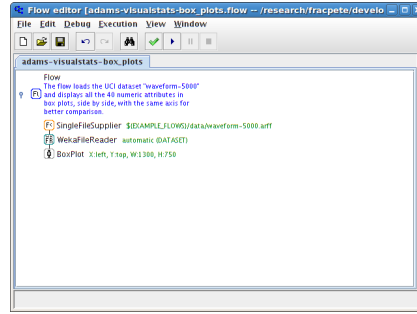 Flow editor [adams-visualstats-box_plots.flow -- /research/fracpete/develo
File Edit Debug Execution View Window
adams-visualstats-box_plots
Flow
The flow loads the UCI dataset "waveform-5000"
and displays all the 40 numeric attributes in
box plots, side by side, with the same axis for
better comparison.
SingleFileSupplier ${EXAMPLE_FLOWS}/data/waveform-5000.arff
WekaFileReader automatic (DATASET)
BoxPlot X:left, Y:top, W:1300, H:750